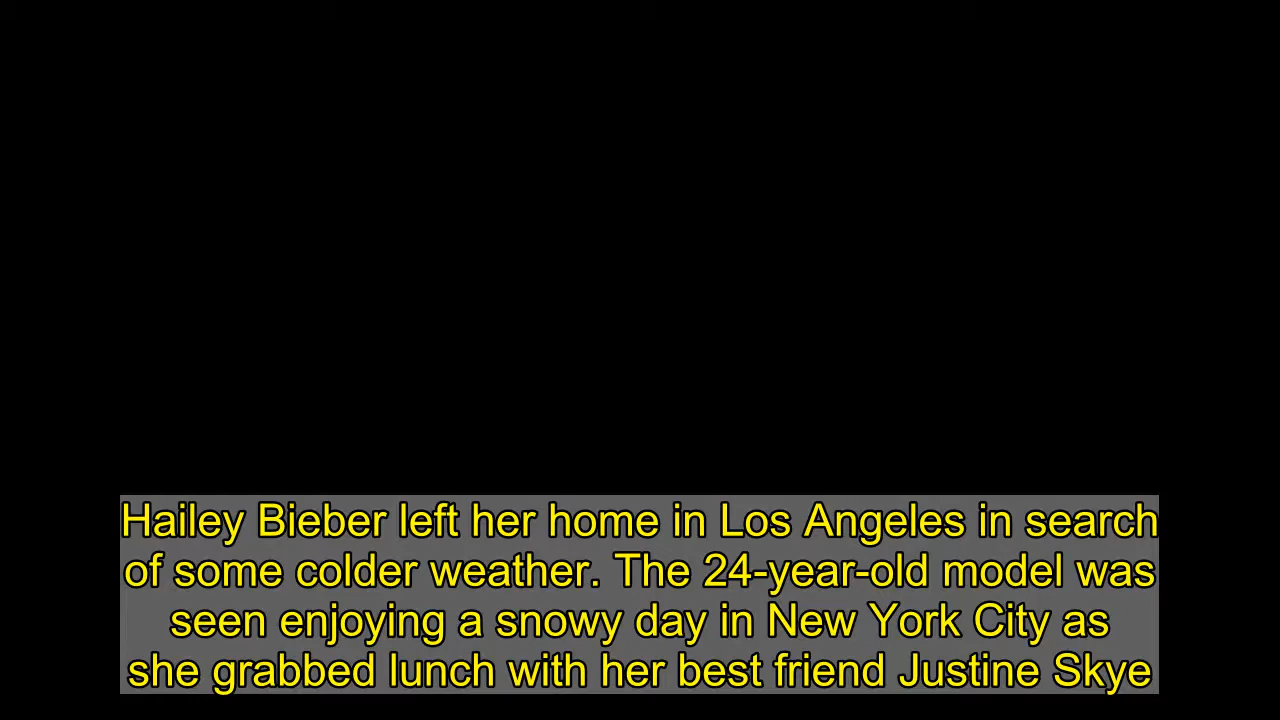 Hailey Bieber left her home in Los Angeles in search
of some colder weather. The 24-year-old model was
seen enjoying a snowy day in New York City as
she grabbed lunch with her best friend Justine Skye